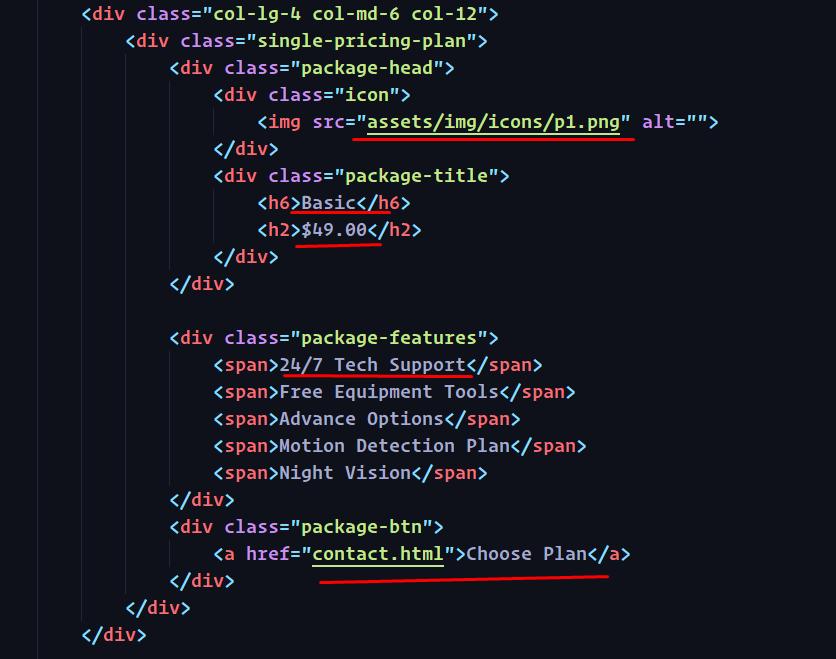 <div class="col-lg-4 col-md-6 col-12">
<div class="single-pricing-plan">
<div class="package-head">
<div class="icon">
<img src="assets/img/icons/p1.png" alt="">
</div>
<div class="package-title">
<h6>Basic</h6>
<h2>$49.00</h2>
</div>
</div>
<div class="package-features">
<span>24/7 Tech Support</span>
<span>Free Equipment Tools</span>
<span>Advance Options</span>
<span>Motion Detection Plan</span>
<span>Night Vision</span>
</div>
<div class="package-btn">
<a href="contact.html">Choose Plan</a>
</div>
</div>
</div>